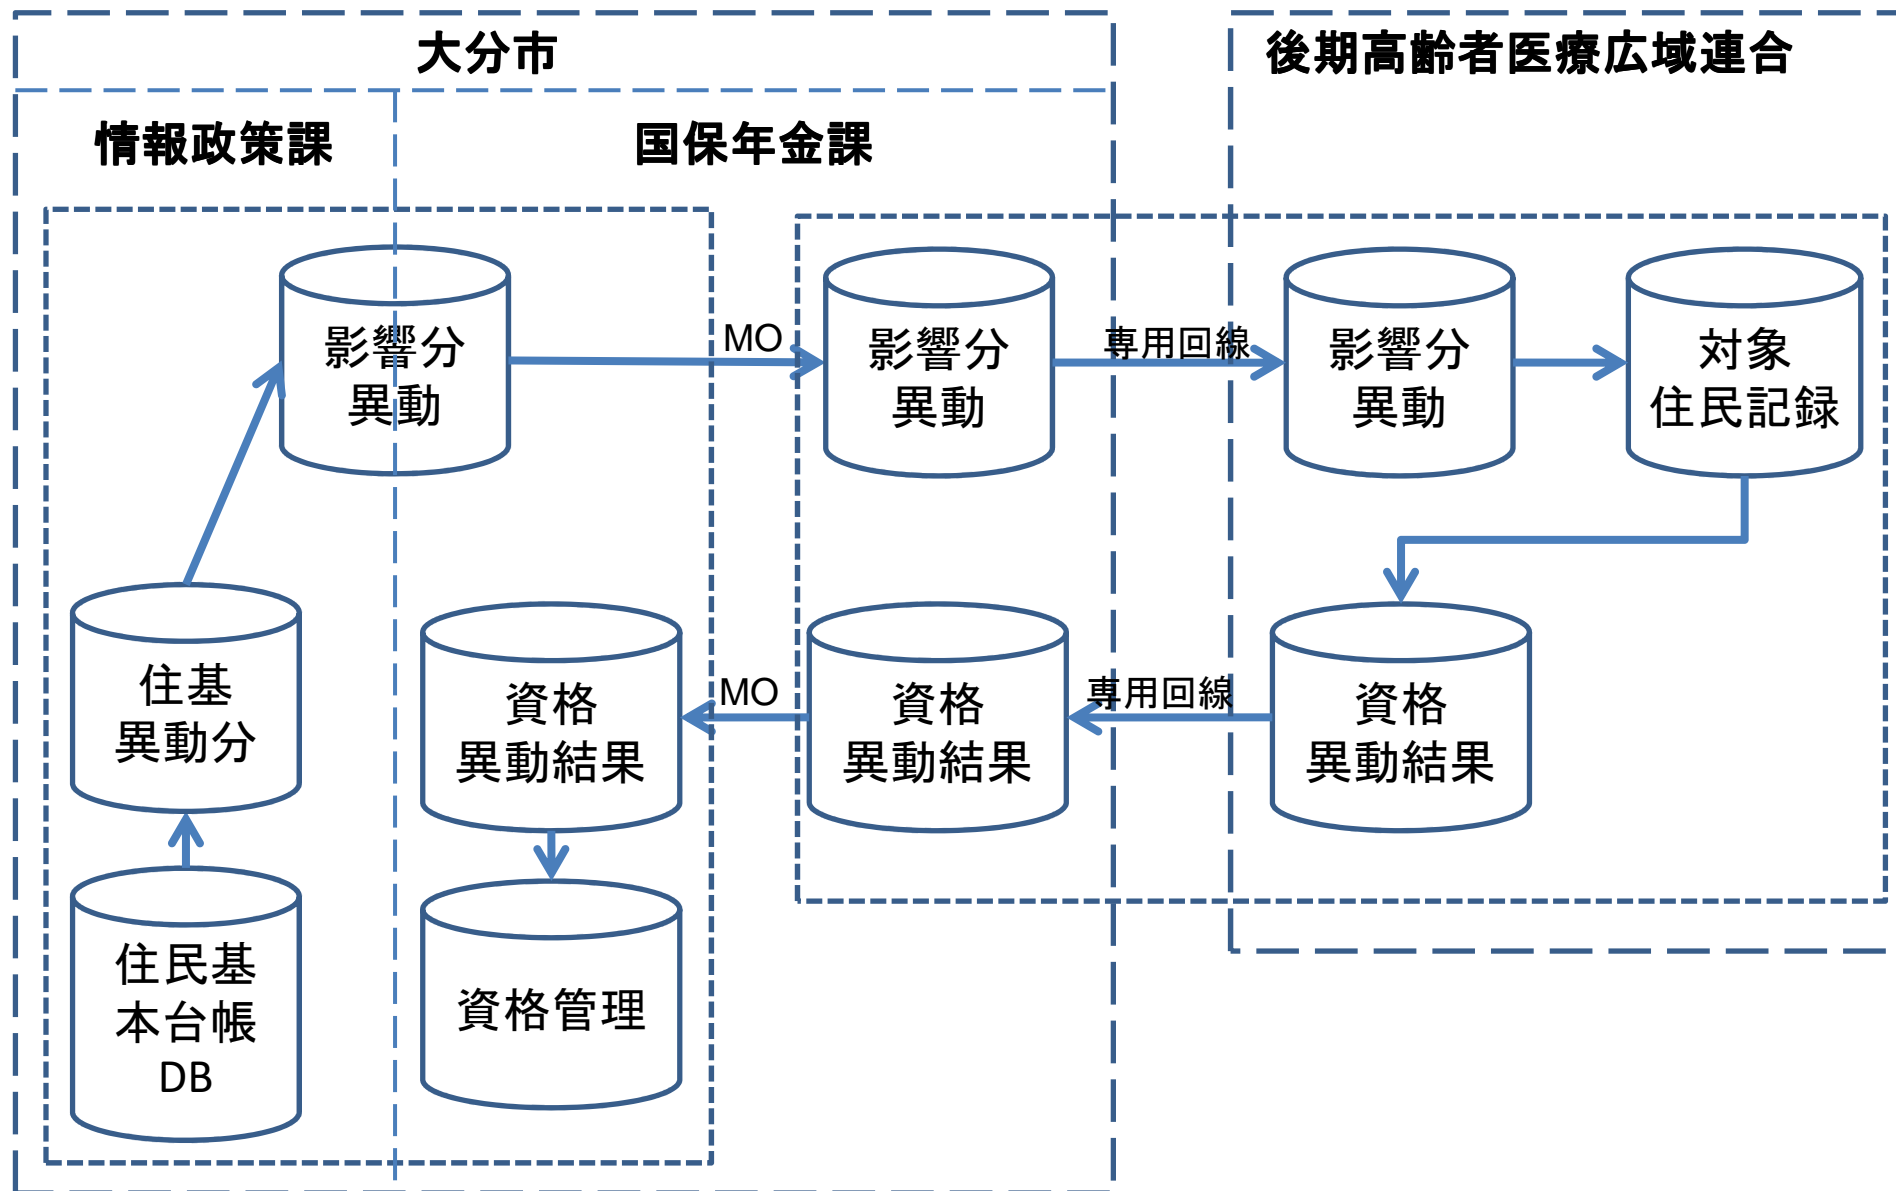 大分市
後期高齢者医療広域連合
情報政策課
国保年金課
影響分
異動
MO
影響分
異動
専用回線
影響分
異動
対象
住民記録
住基
異動分
資格
異動結果
MO
資格
異動結果
専用回線
資格
異動結果
住民基
本台帳
DB
資格管理